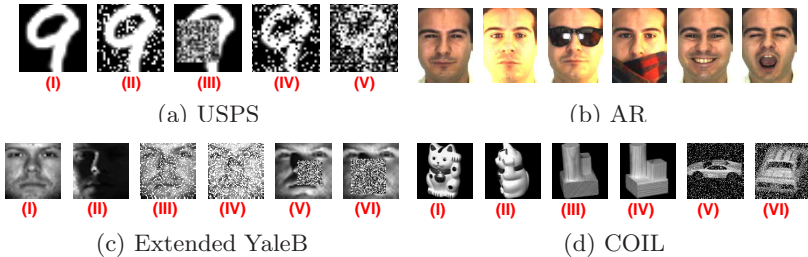 (I) (II) (III) (IV) (V)
(a) USPS
(b) AR
(I) (II) (III) (IV) (V) (VI)
(c) Extended YaleB
(I) (II) (III) (IV) (V) (VI)
(d) COIL